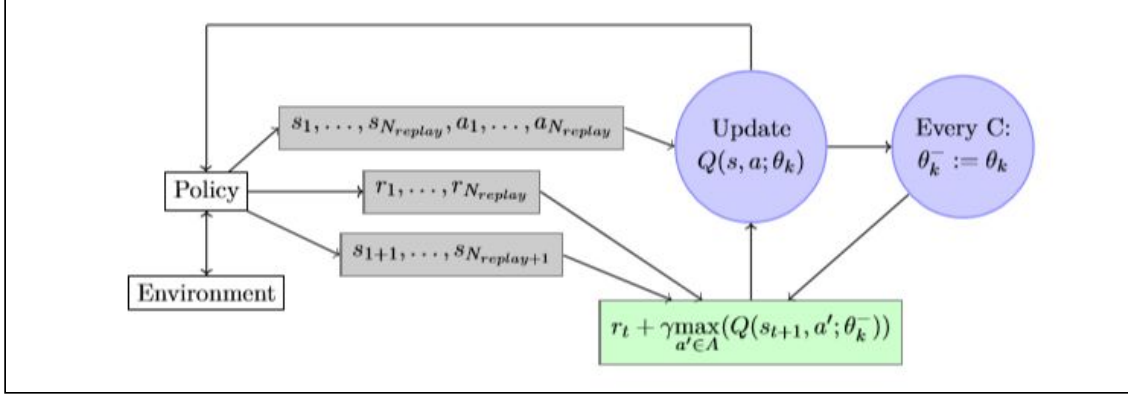 s_1, . . . , s_{N_{replay}}, a_1, . . . , a_{N_{replay}}
Update
Q(s, a; θ_k)
Every C:
θ_k^- := θ_k
Policy
r_1, . . . , r_{N_{replay}}
s_{1+1}, . . . , s_{N_{replay+1}}
Environment
r_t + γ max_{a'∈A}(Q(s_{t+1}, a'; θ_k^-))